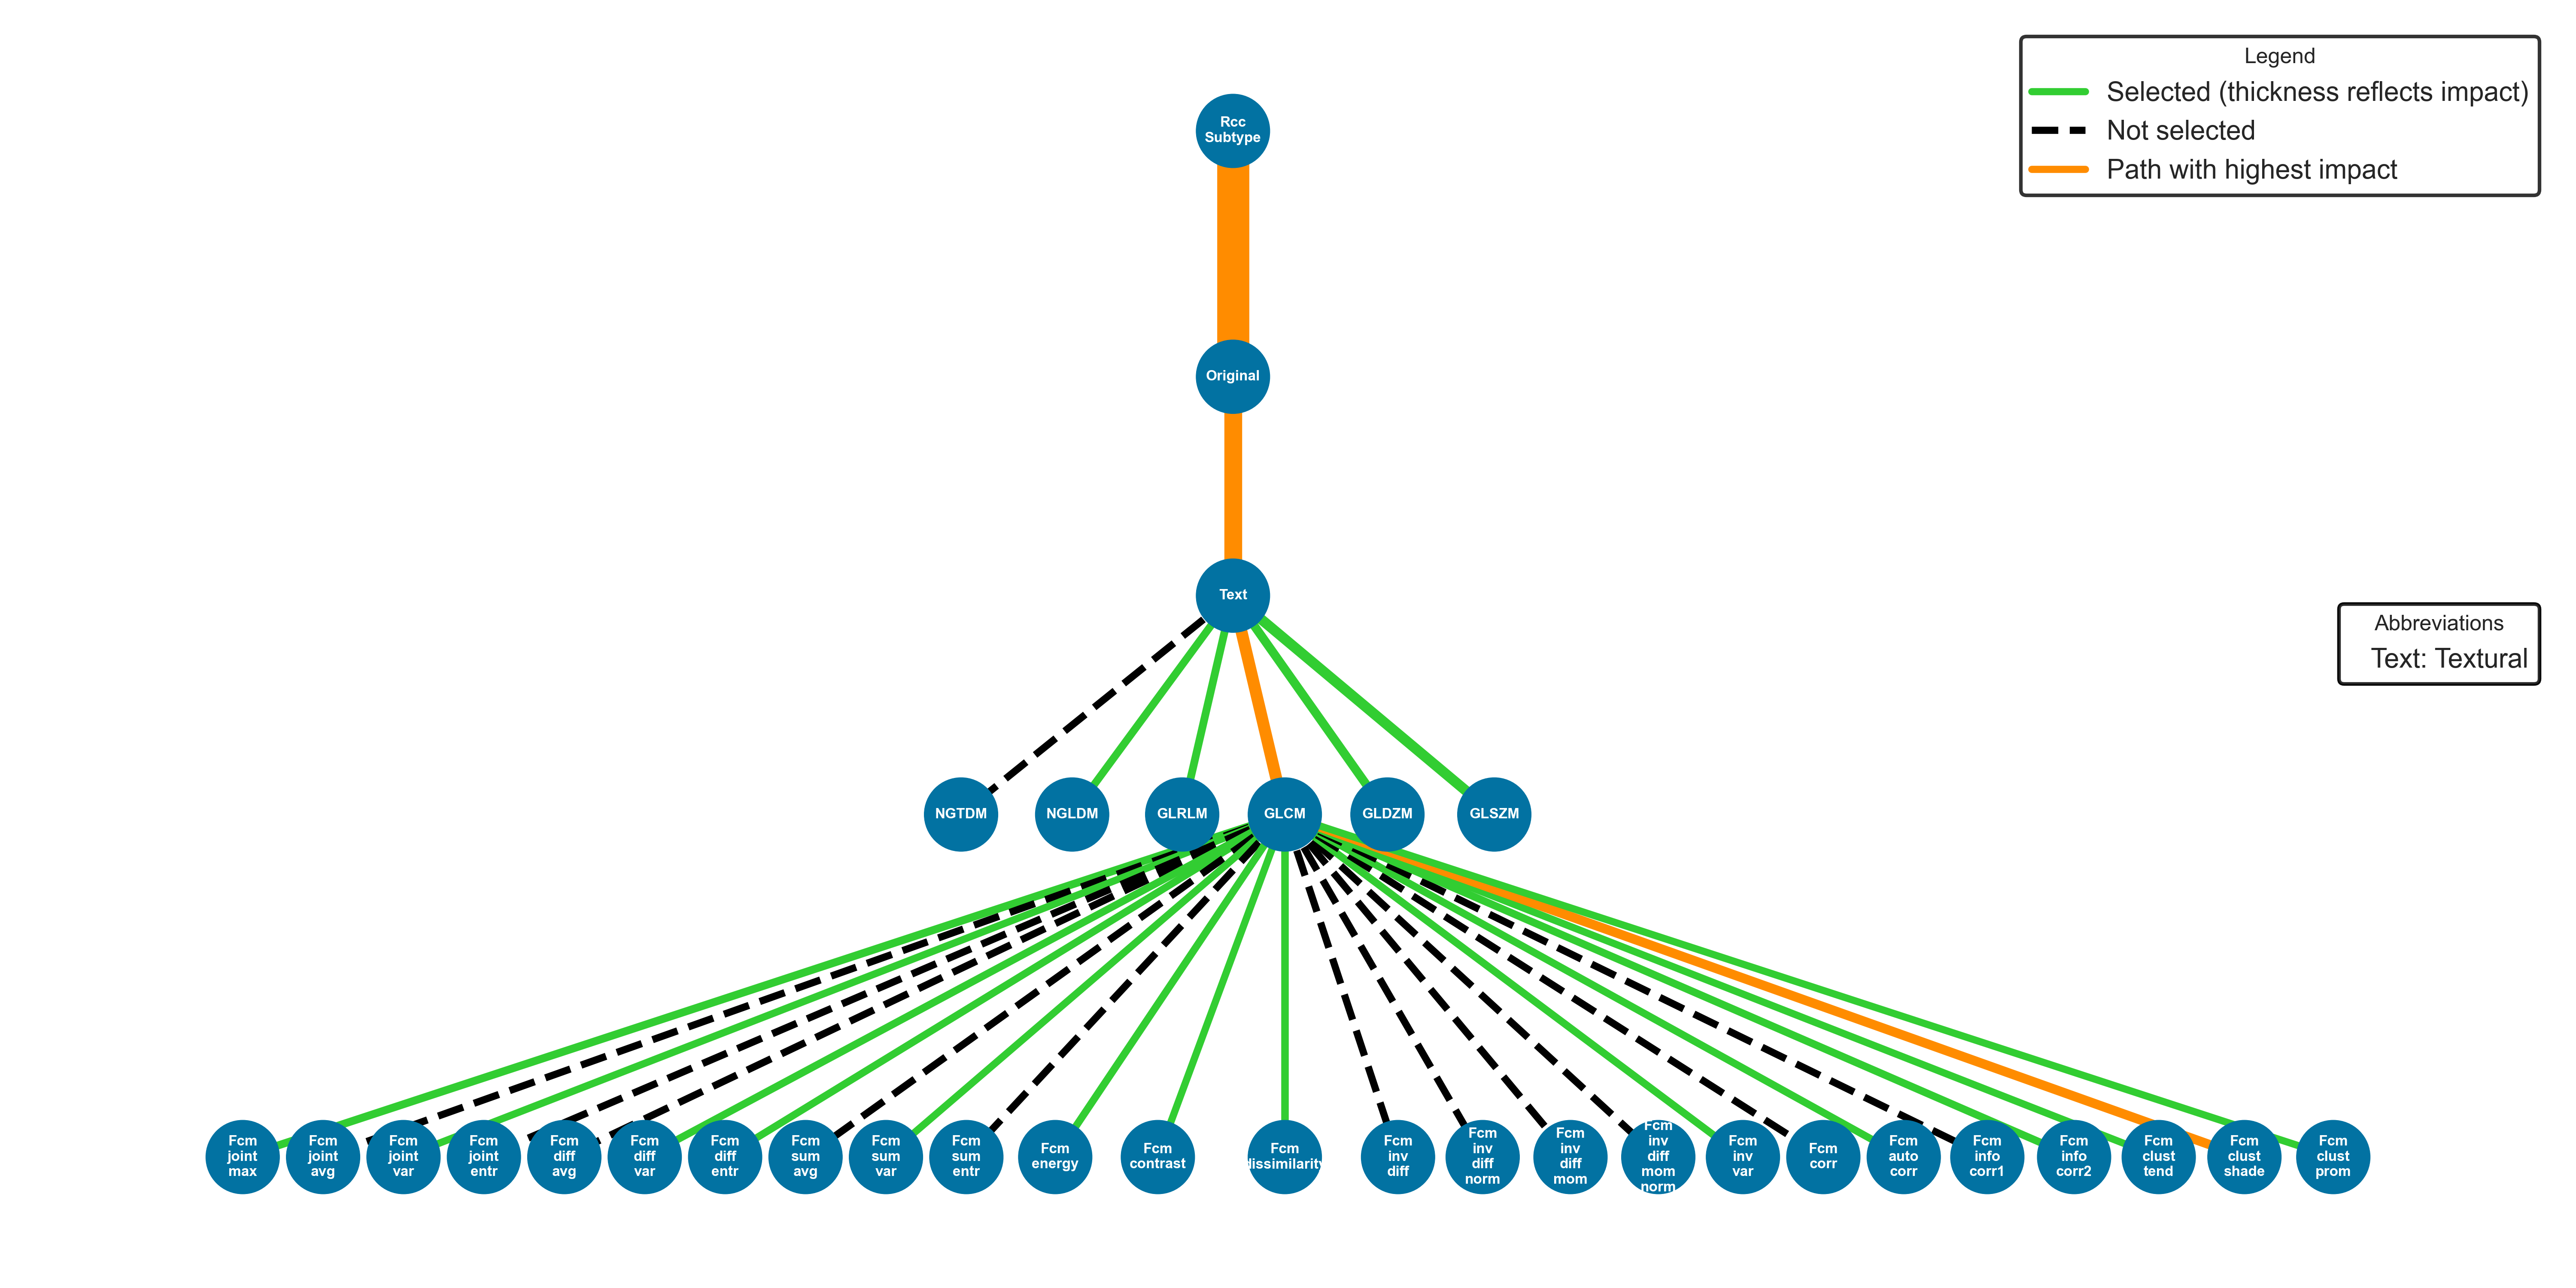 Legend
Selected (thickness reflects impact)
Not selected
Path with highest impact
Rcc
Subtype
Original
Text
Abbreviations
Text: Textural
NGTDM
NGLDM
GLRLM
GLCM
GLDZM
GLSZM
Fcm
joint
max
Fcm
joint
avg
Fcm
joint
var
Fcm
joint
entr
Fcm
diff
avg
Fcm
diff
var
Fcm
diff
entr
Fcm
sum
avg
Fcm
sum
var
Fcm
sum
entr
Fcm
energy
Fcm
contrast
Fcm
dissimilarity
Fcm
inv
diff
Fcm
inv
diff
norm
Fcm
inv
diff
mom
Fcm
inv
diff
mom
norm
Fcm
inv
var
Fcm
corr
Fcm
auto
corr
Fcm
info
corr1
Fcm
info
corr2
Fcm
clust
tend
Fcm
clust
shade
Fcm
clust
prom